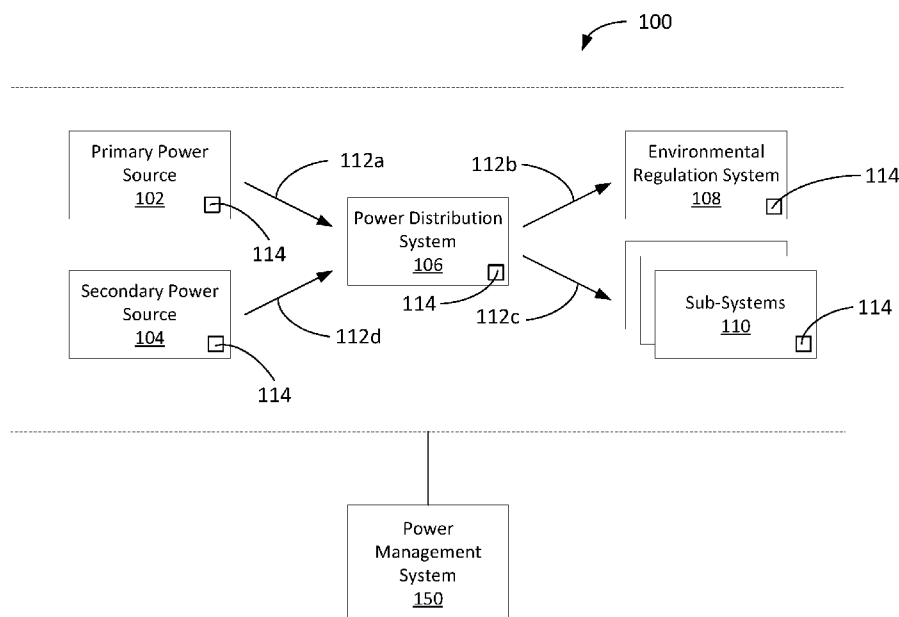 100
Primary Power
Source
102
114
112a
Power Distribution
System
106
114
112b
Environmental
Regulation System
108
114
Secondary Power
Source
104
114
112d
112c
Sub-Systems
110
114
Power
Management
System
150